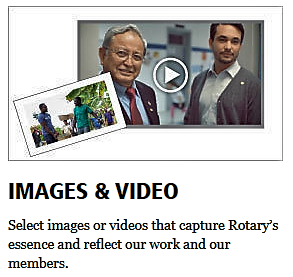 IMAGES & VIDEO
Select images or videos that capture Rotary's
essence and reflect our work and our
members.